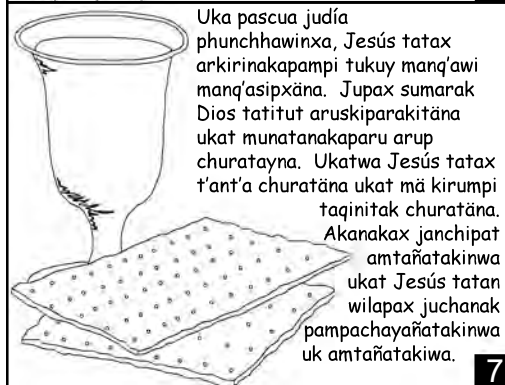 Uka pascua judía
phunchhawinxa, Jesús tatax
arkirinakapampi tukuy manq'awi
manq'asipxäna. Jupax sumarak
Dios tatitut aruskiparakitäna
ukat munatanakaparu arup
churatayna. Ukatwa Jesús tatax
t'ant'a churatäna ukat mä kirumpi
taqinitak churatäna.
Akanakax janchipat
amtañatakinwa
ukat Jesús tatan
wilapax juchanak
pampachayañatakinwa
uk amtañatakiwa.
7